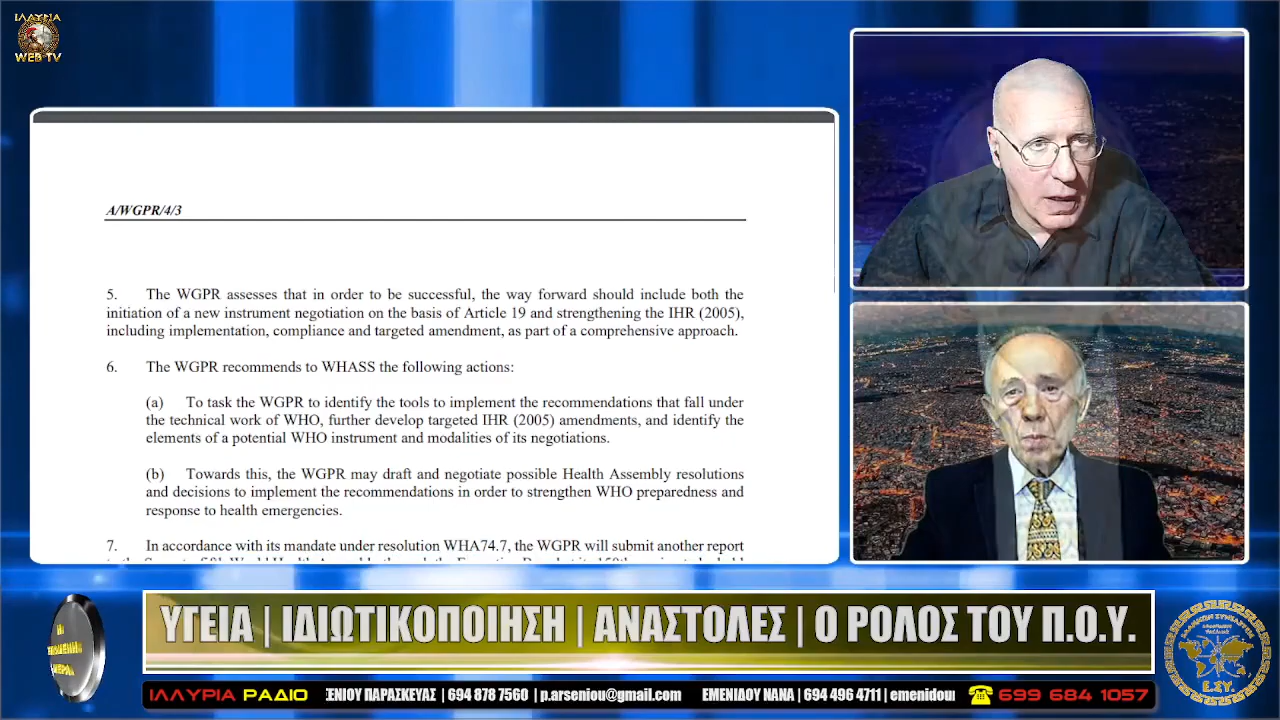 ΙΛΛΥΡΙΑ
WEB TV
A/WGPR/4/3
5. The WGPR assesses that in order to be successful, the way forward should include both the
initiation of a new instrument negotiation on the basis of Article 19 and strengthening the IHR (2005),
including implementation, compliance and targeted amendment, as part of a comprehensive approach.
6. The WGPR recommends to WHASS the following actions:
(a) To task the WGPR to identify the tools to implement the recommendations that fall under
the technical work of WHO, further develop targeted IHR (2005) amendments, and identify the
elements of a potential WHO instrument and modalities of its negotiations.
(b) Towards this, the WGPR may draft and negotiate possible Health Assembly resolutions
and decisions to implement the recommendations in order to strengthen WHO preparedness and
response to health emergencies.
7. In accordance with its mandate under resolution WHA74.7, the WGPR will submit another report
ΥΓΕΙΑ | ΙΔΙΩΤΙΚΟΠΟΙΗΣΗ | ΑΝΑΣΤΟΛΕΣ | Ο ΡΟΛΟΣ ΤΟΥ Π.Ο.Υ.
Ε.ΣΥ.
ΙΛΛΥΡΙΑ ΡΑΔΙΟ ΞΕΝΙΟΥ ΠΑΡΑΣΚΕΥΑΣ | 694 878 7560 | p.arseniou@gmail.com ΕΜΕΝΙΔΟΥ ΝΑΝΑ | 694 496 4711 | emenidou 699 684 1057